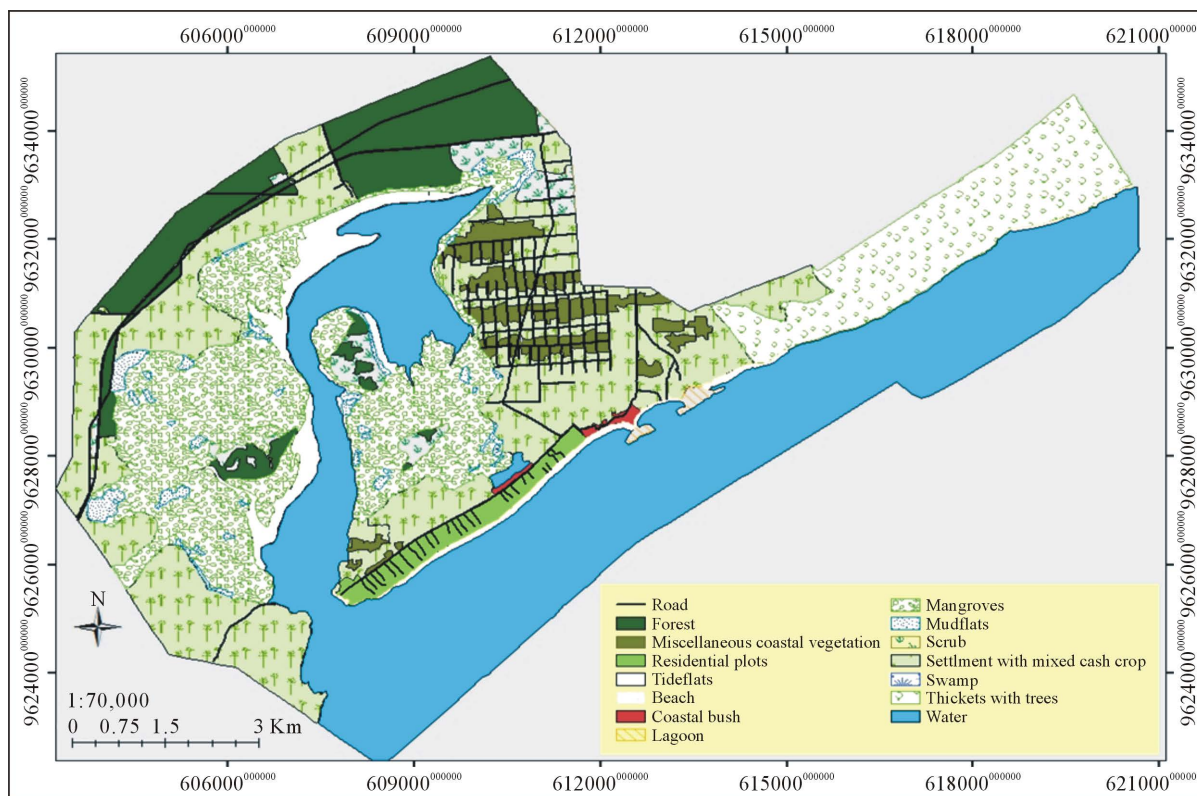 606000000000 609000000000 612000000000 615000000000 618000000000 621000000000
9634000000000
9632000000000
9630000000000
9628000000000
9626000000000
9624000000000
9634000000000
9632000000000
9630000000000
9628000000000
9626000000000
9624000000000
N
1:70,000
0 0.75 1.5 3 Km
Road
Forest
Miscellaneous coastal vegetation
Residential plots
Tideflats
Beach
Coastal bush
Lagoon
Mangroves
Mudflats
Scrub
Settlment with mixed cash crop
Swamp
Thickets with trees
Water
606000000000 609000000000 612000000000 615000000000 618000000000 621000000000